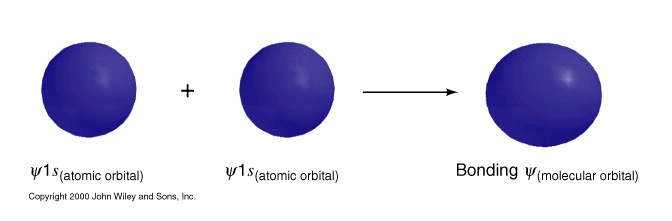 +
ψ1s(atomic orbital) ψ1s(atomic orbital) Bonding ψ(molecular orbital)
Copyright 2000 John Wiley and Sons, Inc.